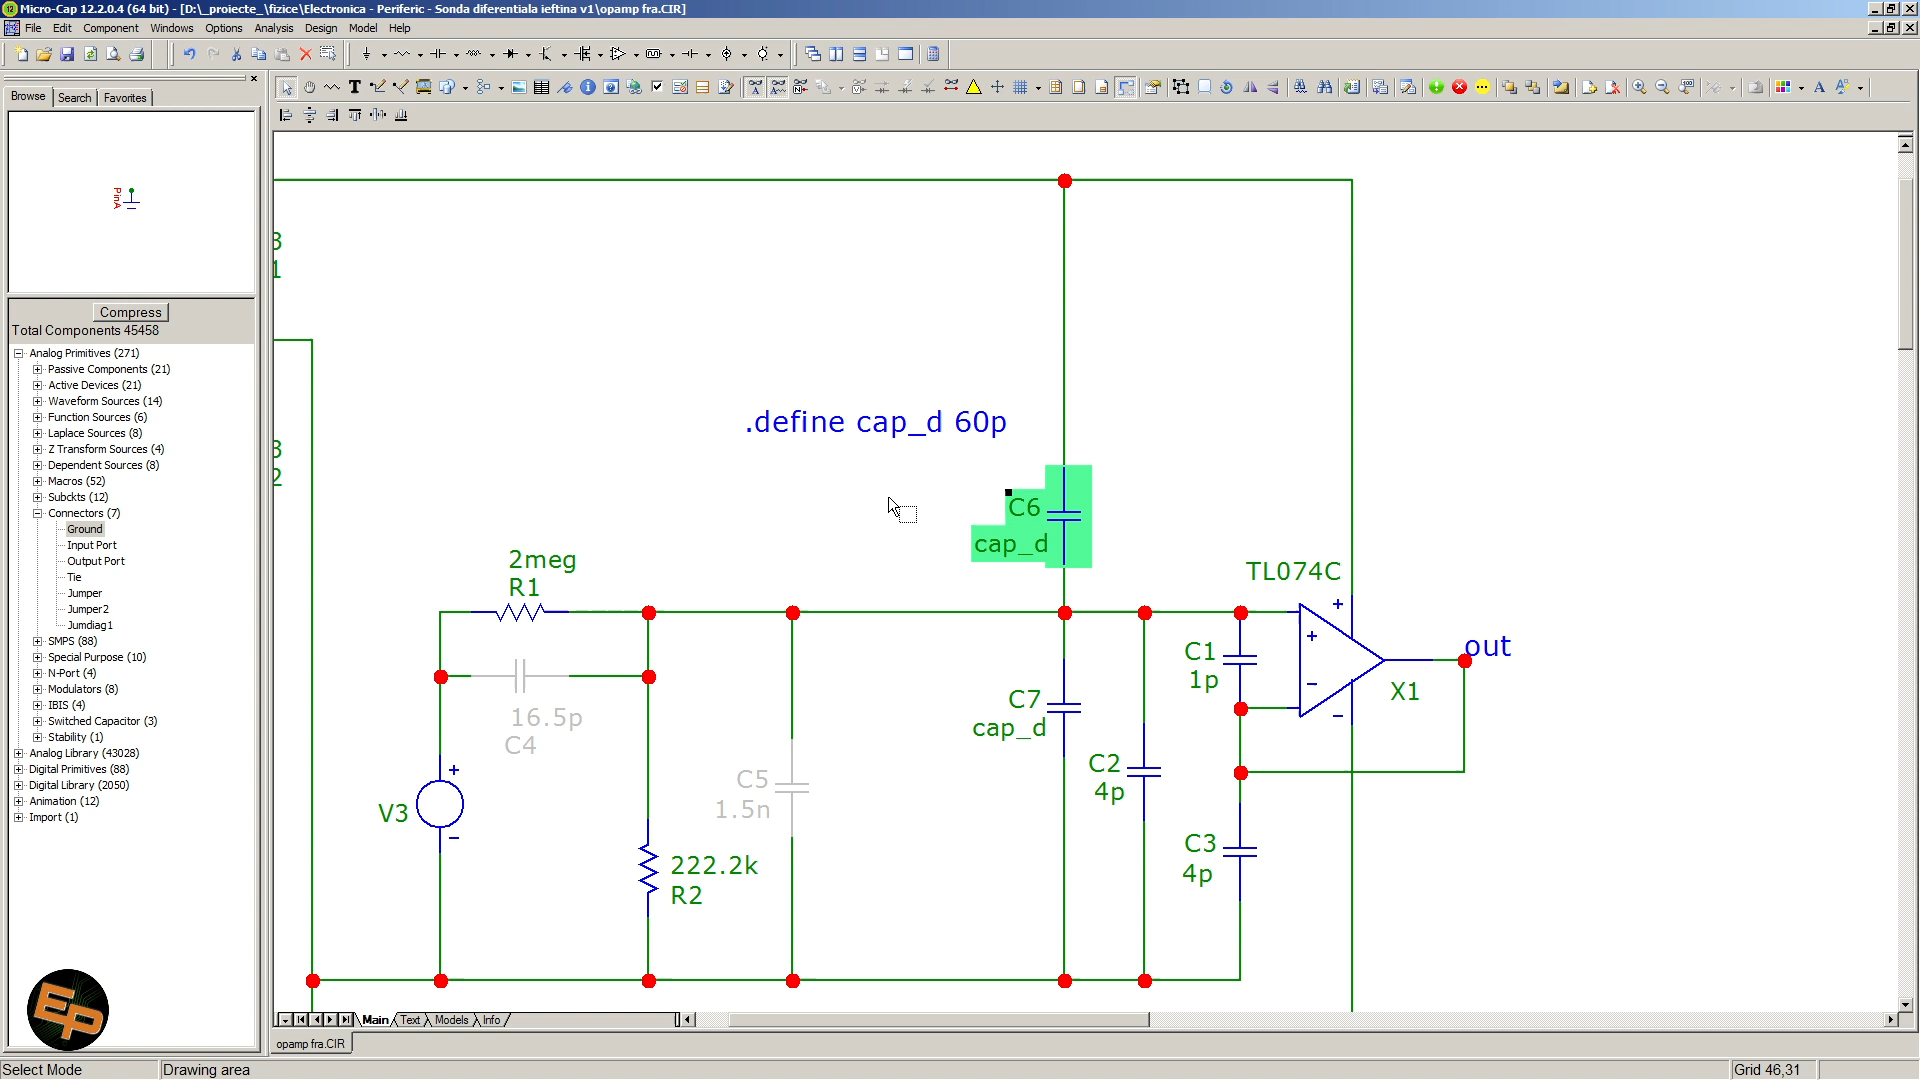 Micro-Cap 12.2.0.4 (64 bit) - [D:\_proiecte_\fizice\Electronica - Periferic - Sonda diferentiala ieftina v1\opamp fra.CIR]
File Edit Component Windows Options Analysis Design Model Help
Browse Search Favorites
PinA
Compress
Total Components 45458
Analog Primitives (271)
Passive Components (21)
Active Devices (21)
Waveform Sources (14)
Function Sources (6)
Laplace Sources (8)
Z Transform Sources (4)
Dependent Sources (8)
Macros (52)
Subckts (12)
Connectors (7)
Ground
Input Port
Output Port
Tie
Jumper
Jumper2
Jumdiag1
SMPS (88)
Special Purpose (10)
N-Port (4)
Modulators (8)
IBIS (4)
Switched Capacitor (3)
Stability (1)
Analog Library (43028)
Digital Primitives (88)
Digital Library (2050)
Animation (12)
Import (1)
EP
.define cap_d 60p
C6
cap_d
2meg
R1
TL074C
out
C1
1p
X1
16.5p
C4
C7
cap_d
C2
4p
C5
1.5n
V3
222.2k
R2
C3
4p
Main Text Models Info
opamp fra.CIR
Select Mode
Drawing area
Grid 46,31